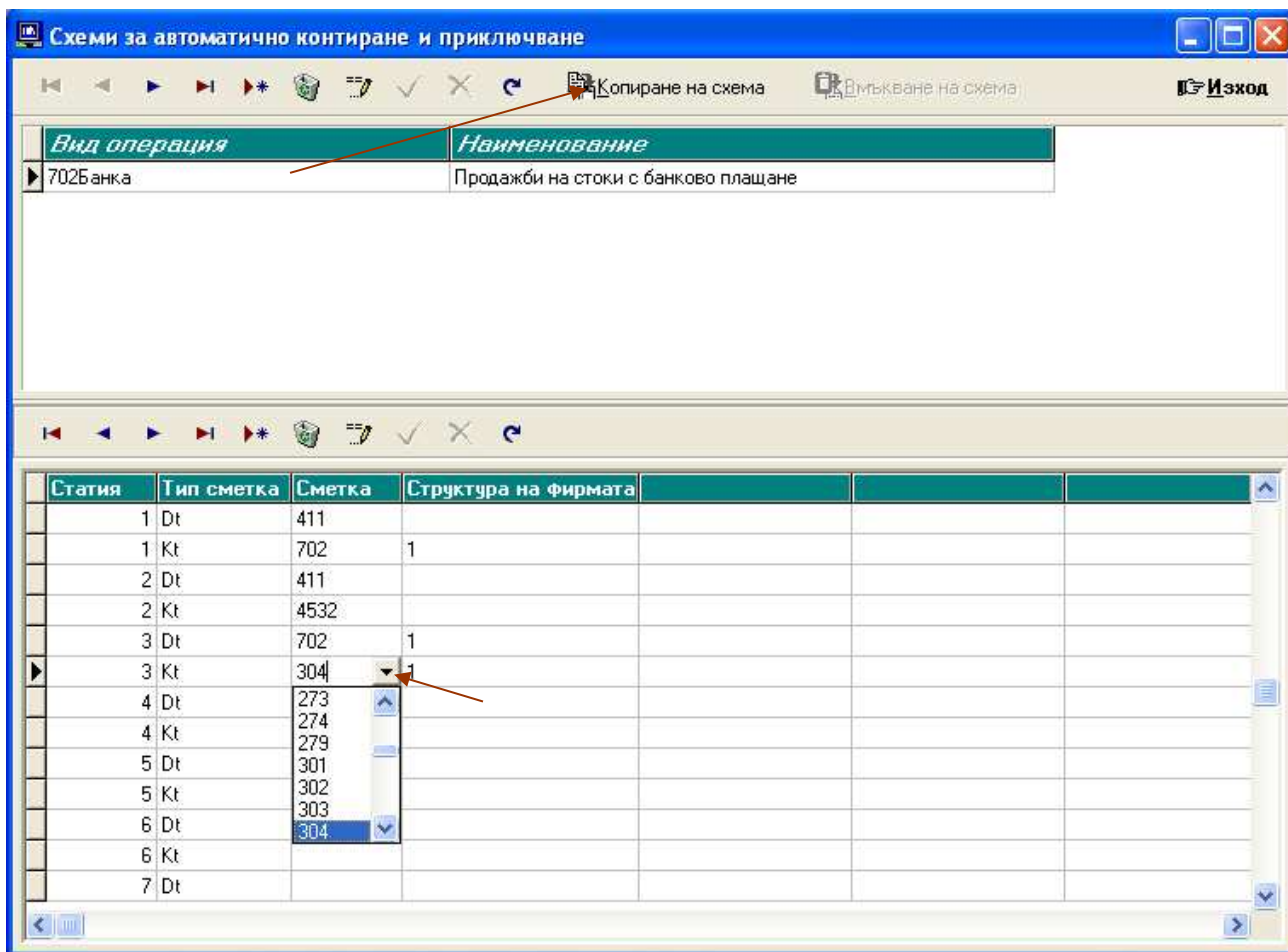 Схеми за автоматично контиране и приключване
Копиране на схема Вмъкване на схема Изход
Вид операция Наименование
702Банка Продажби на стоки с банково плащане
Статия Тип сметка Сметка Структура на фирмата
1 Dt 411
1 Kt 702 1
2 Dt 411
2 Kt 4532
3 Dt 702 1
3 Kt 304 1
4 Dt 273
274
4 Kt 279
5 Dt 301
5 Kt 302
303
6 Dt 304
6 Kt
7 Dt